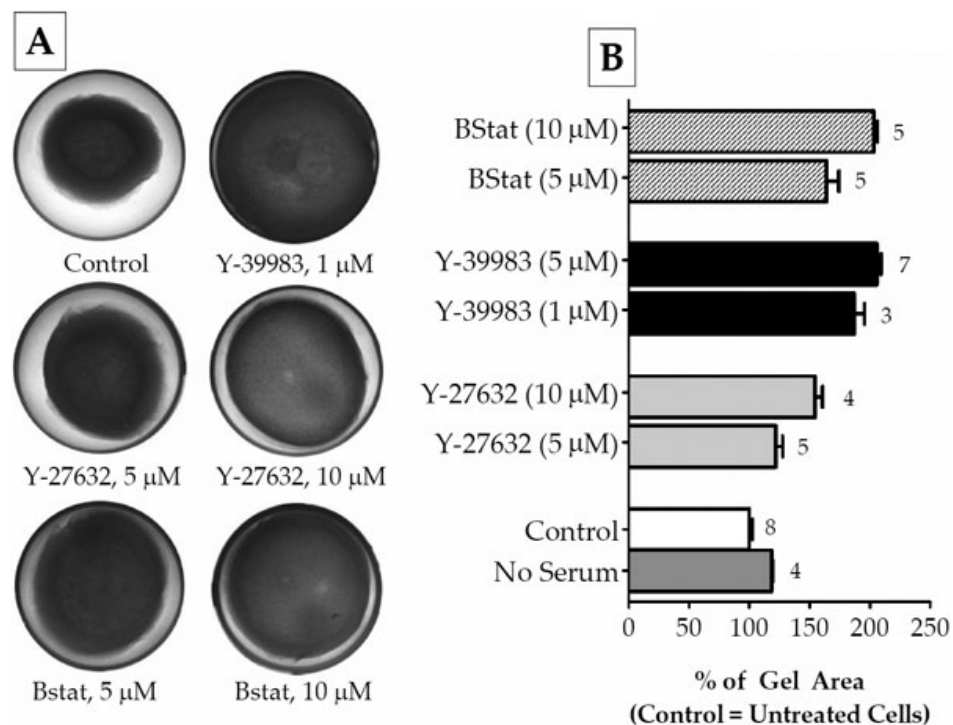 A
Control
Y-39983, 1 μM
Y-27632, 5 μM
Y-27632, 10 μM
Bstat, 5 μM
Bstat, 10 μM
B
BStat (10 μM)
5
BStat (5 μM)
5
Y-39983 (5 μM)
7
Y-39983 (1 μM)
3
Y-27632 (10 μM)
4
Y-27632 (5 μM)
5
Control
8
No Serum
4
0 50 100 150 200 250
% of Gel Area
(Control = Untreated Cells)